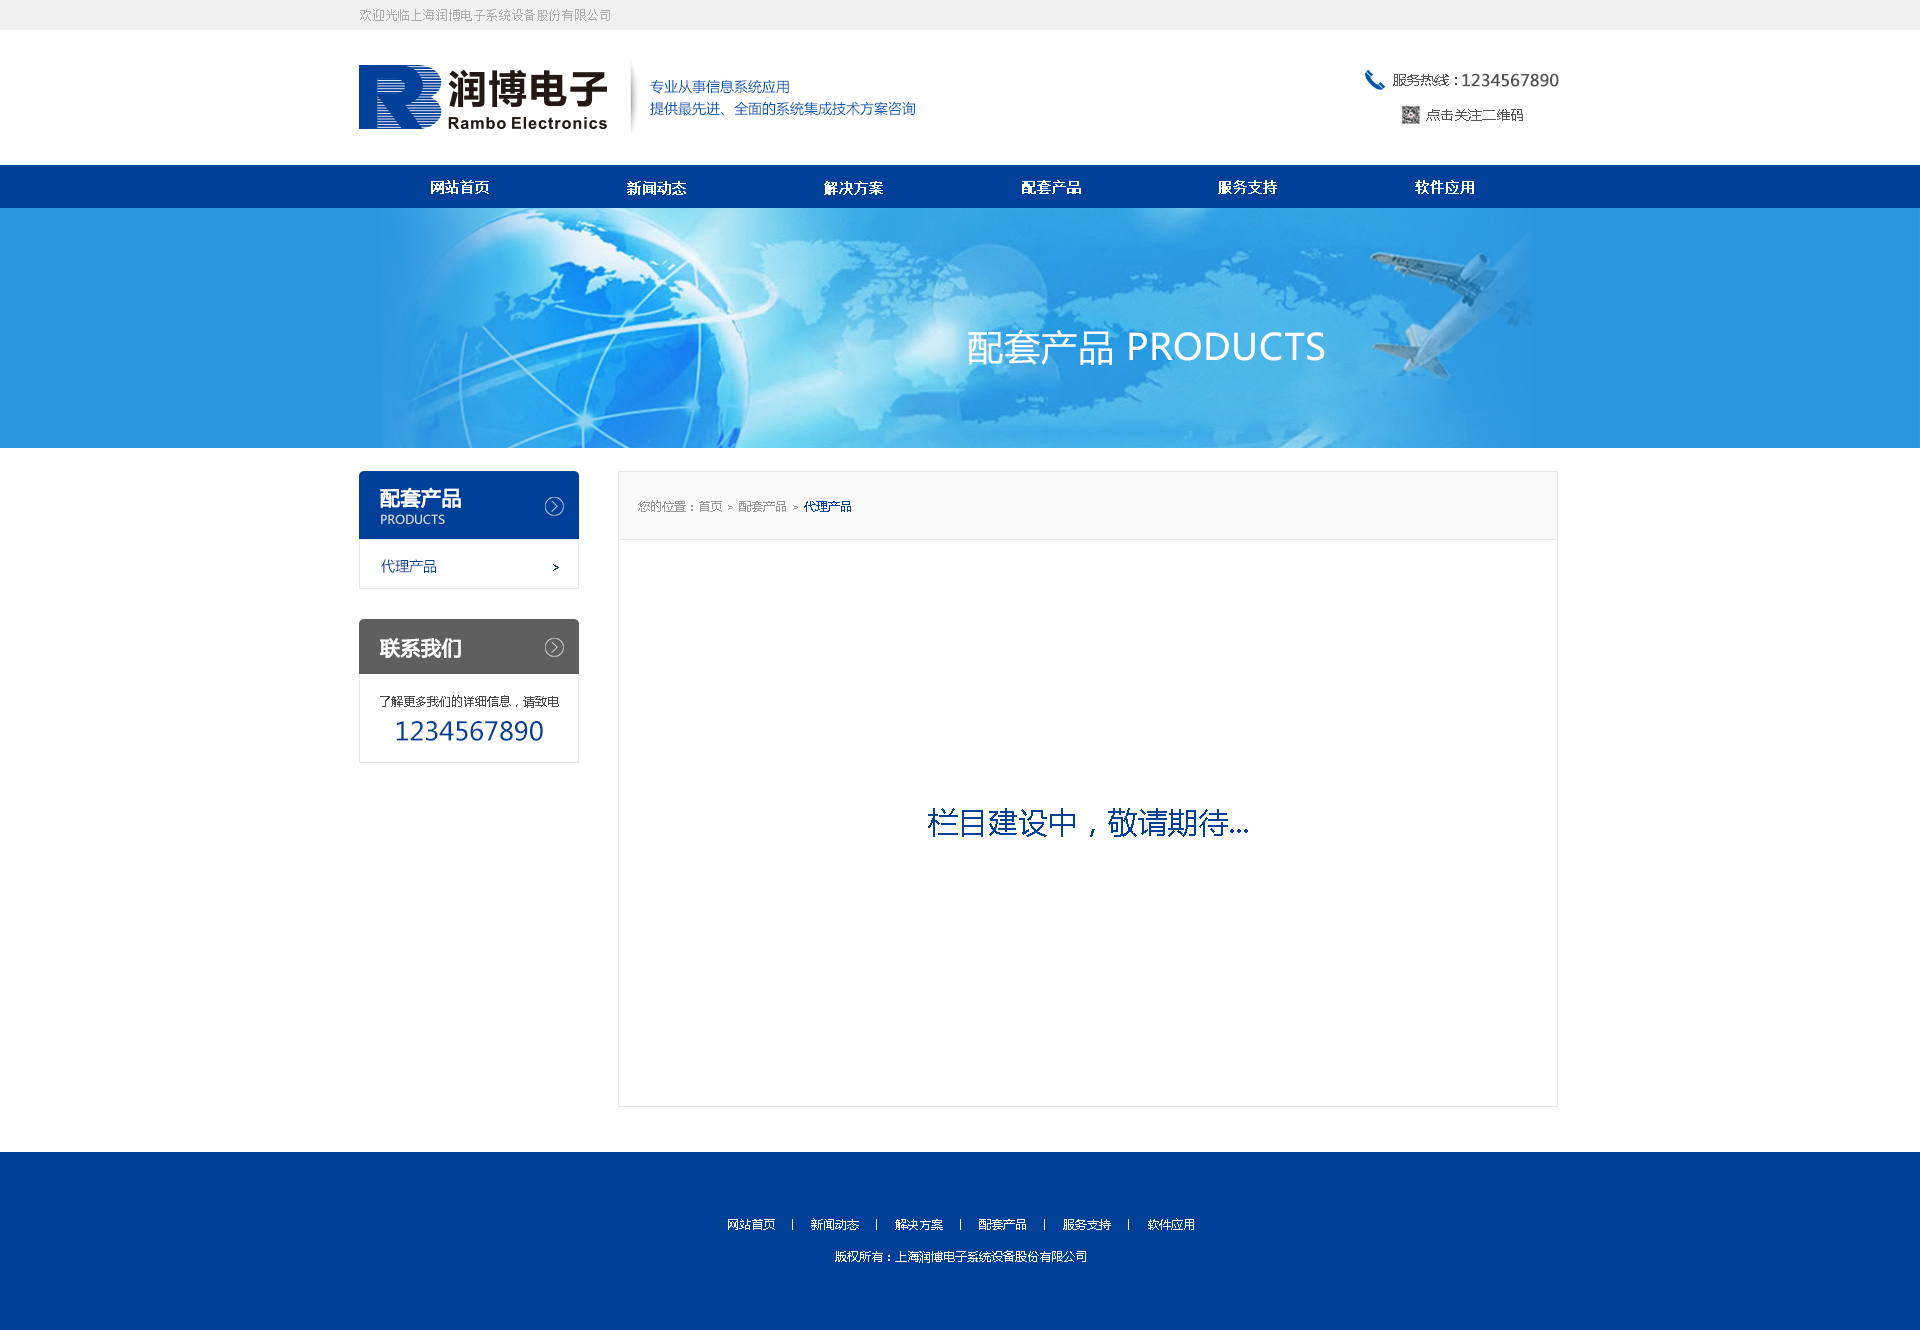 欢迎光临上海润博电子系统设备股份有限公司
润博电子
Rambo Electronics
专业从事信息系统应用
提供最先进、全面的系统集成技术方案咨询
服务热线：1234567890
点击关注二维码
网站首页 新闻动态 解决方案 配套产品 服务支持 软件应用
配套产品 PRODUCTS
配套产品
PRODUCTS
代理产品 >
您的位置：首页 > 配套产品 > 代理产品
联系我们
了解更多我们的详细信息，请致电
1234567890
栏目建设中，敬请期待...
网站首页 | 新闻动态 | 解决方案 | 配套产品 | 服务支持 | 软件应用
版权所有：上海润博电子系统设备股份有限公司